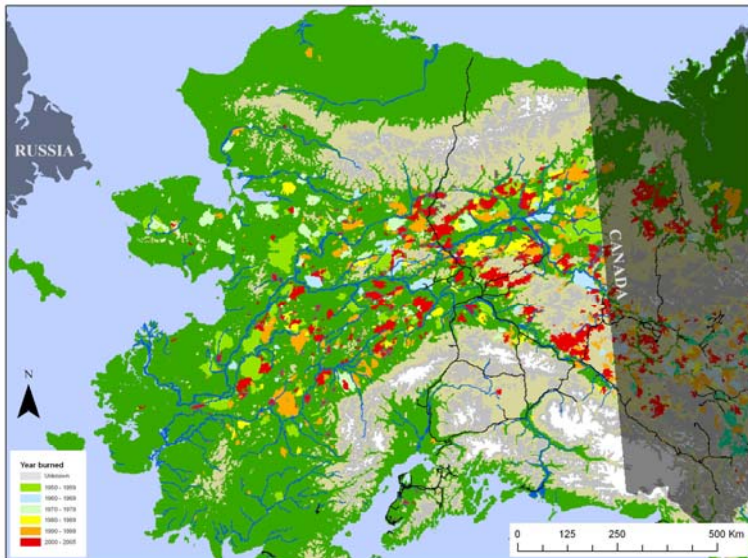 RUSSIA
CANADA
N
Year burned
Unknown
1950 - 1959
1960 - 1969
1970 - 1979
1980 - 1989
1990 - 1999
2000 - 2005
0 125 250 500 Km